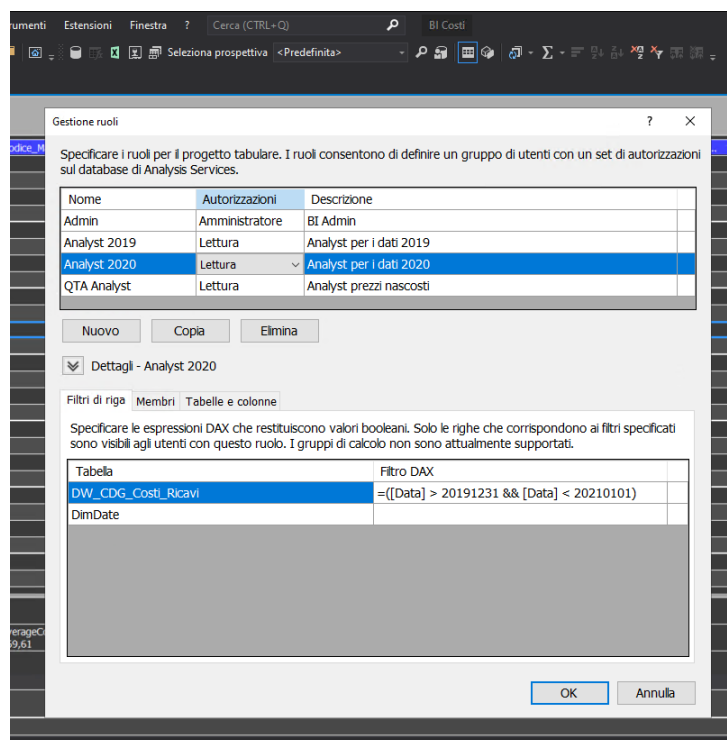 rumenti Estensioni Finestra ? Cerca (CTRL+Q) BI Costi
Seleziona prospettiva <Predefinita>
Gestione ruoli ? ×
Specificare i ruoli per il progetto tabulare. I ruoli consentono di definire un gruppo di utenti con un set di autorizzazioni
sul database di Analysis Services.
Nome Autorizzazioni Descrizione
Admin Amministratore BI Admin
Analyst 2019 Lettura Analyst per i dati 2019
Analyst 2020 Lettura Analyst per i dati 2020
QTA Analyst Lettura Analyst prezzi nascosti
Nuovo Copia Elimina
Dettagli - Analyst 2020
Filtri di riga Membri Tabelle e colonne
Specificare le espressioni DAX che restituiscono valori booleani. Solo le righe che corrispondono ai filtri specificati
sono visibili agli utenti con questo ruolo. I gruppi di calcolo non sono attualmente supportati.
Tabella Filtro DAX
DW_CDG_Costi_Ricavi =([Data] > 20191231 && [Data] < 20210101)
DimDate
59,61
OK Annulla